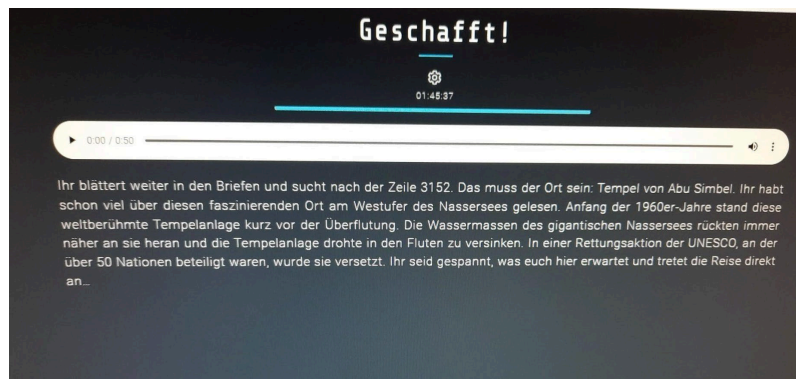 Geschafft!
01:45:37
0:00 / 0:50
Ihr blättert weiter in den Briefen und sucht nach der Zeile 3152. Das muss der Ort sein: Tempel von Abu Simbel. Ihr habt
schon viel über diesen faszinierenden Ort am Westufer des Nassersees gelesen. Anfang der 1960er-Jahre stand diese
weltberühmte Tempelanlage kurz vor der Überflutung. Die Wassermassen des gigantischen Nassersees rückten immer
näher an sie heran und die Tempelanlage drohte in den Fluten zu versinken. In einer Rettungsaktion der UNESCO, an der
über 50 Nationen beteiligt waren, wurde sie versetzt. Ihr seid gespannt, was euch hier erwartet und tretet die Reise direkt
an...